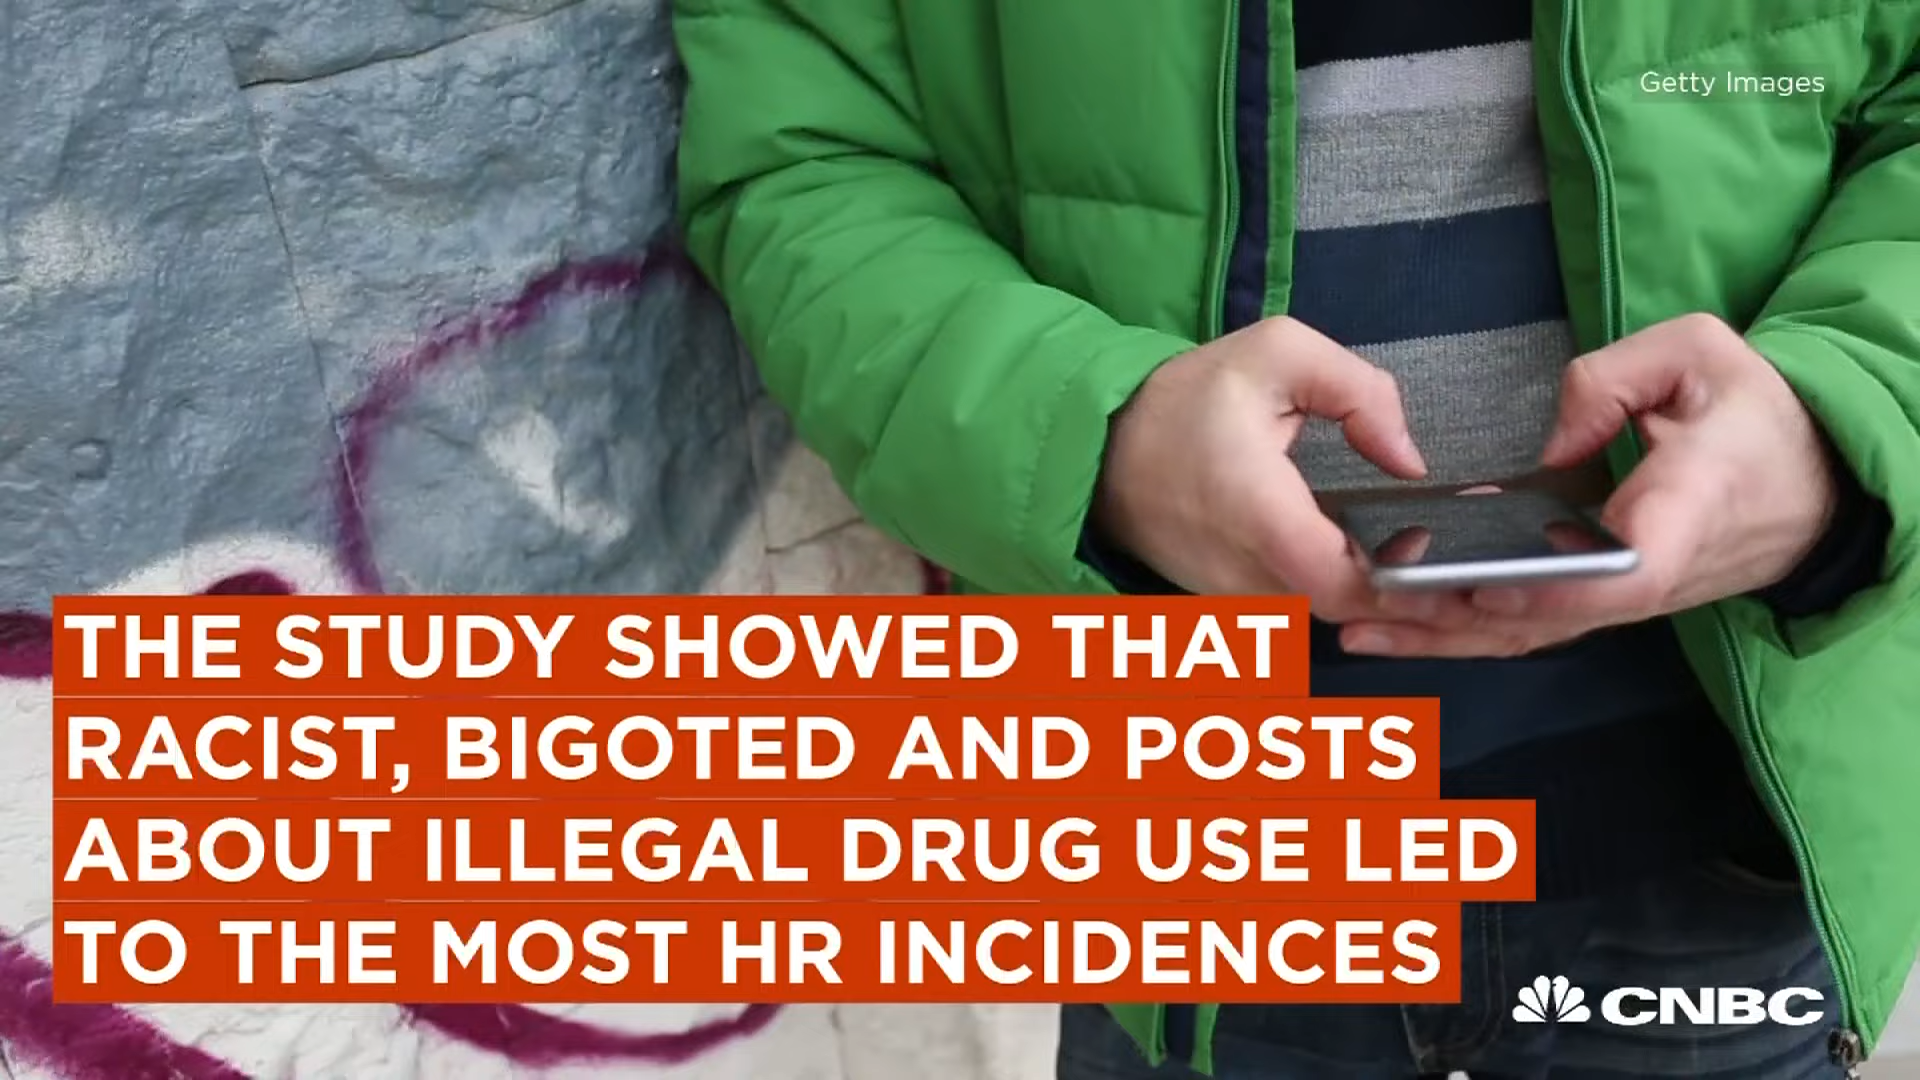 Getty Images
THE STUDY SHOWED THAT
RACIST, BIGOTED AND POSTS
ABOUT ILLEGAL DRUG USE LED
TO THE MOST HR INCIDENCES
CNBC